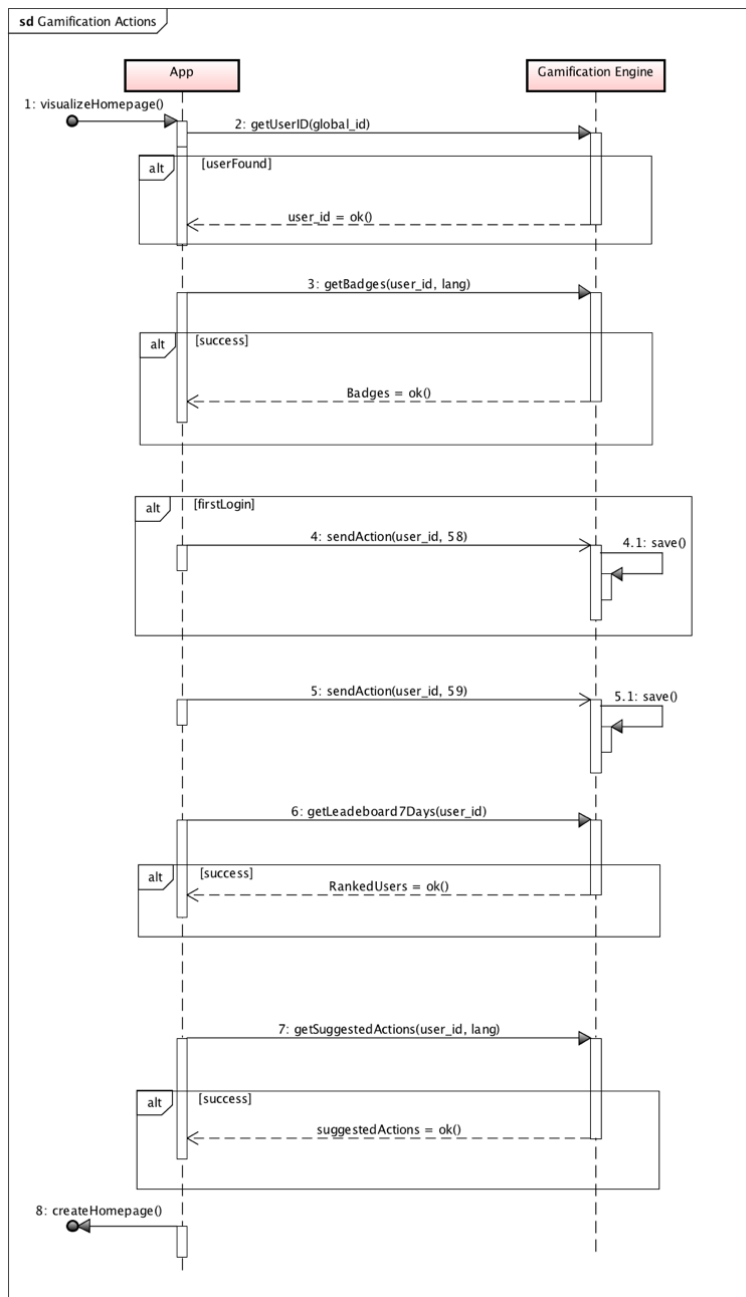 sd Gamification Actions
App
Gamification Engine
1: visualizeHomepage()
2: getUserID(global_id)
alt
[userFound]
user_id = ok()
3: getBadges(user_id, lang)
alt
[success]
Badges = ok()
alt
[firstLogin]
4: sendAction(user_id, 58)
4.1: save()
5: sendAction(user_id, 59)
5.1: save()
6: getLeadeboard7Days(user_id)
alt
[success]
RankedUsers = ok()
7: getSuggestedActions(user_id, lang)
alt
[success]
suggestedActions = ok()
8: createHomepage()